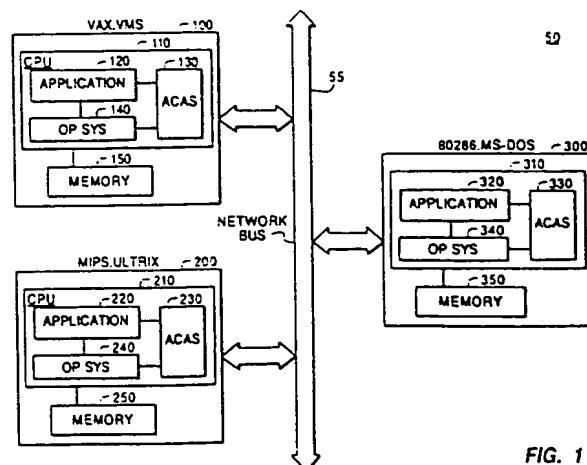 VAX.VMS 100
110
CPU 120 130
APPLICATION
ACAS
140
OP SYS
150
MEMORY
55
50
NETWORK
BUS
80286.MS-DOS 300
310
320 330
APPLICATION
ACAS
340
OP SYS
350
MEMORY
MIPS.ULTRIX 200
210
CPU 220 230
APPLICATION
ACAS
240
OP SYS
250
MEMORY
FIG. 1